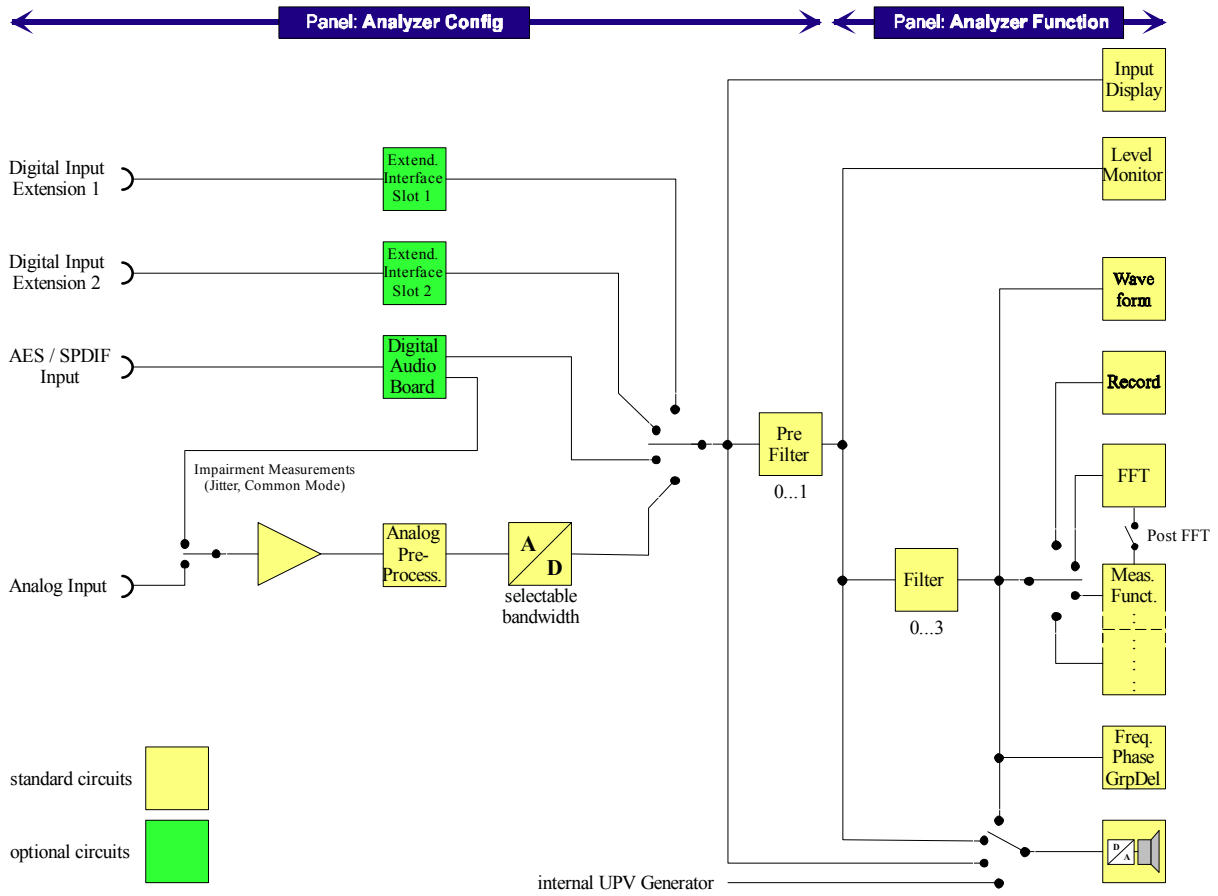 Panel: Analyzer Config
Panel: Analyzer Function
Input
Display
Level
Monitor
Digital Input
Extension 1
Extend.
Interface
Slot 1
Digital Input
Extension 2
Extend.
Interface
Slot 2
Wave
form
AES / SPDIF
Input
Digital
Audio
Board
Record
Pre
Filter
0...1
FFT
Post FFT
Impairment Measurements
(Jitter, Common Mode)
Analog Input
Analog
Pre-
Process.
A
D
selectable
bandwidth
Filter
0...3
Meas.
Funct.
Freq.
Phase
GrpDel
standard circuits
optional circuits
D
A
internal UPV Generator